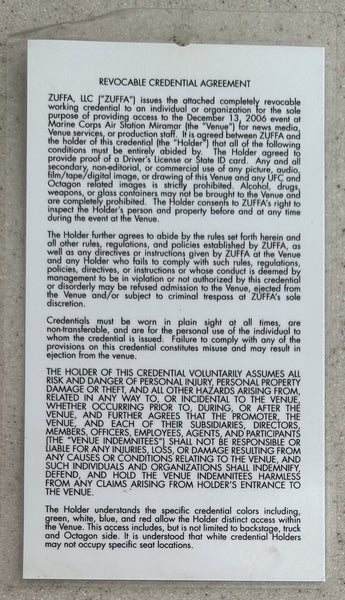 REVOCABLE CREDENTIAL AGREEMENT
ZUFFA, LLC ("ZUFFA") issues the attached completely revocable
working credential to an individual or organization for the sole
purpose of providing access to the December 13, 2006 event at
Marine Corps Air Station Miramar (the "Venue") for news media,
Venue services, or production staff. It is agreed between ZUFFA and
the holder of this credential (the "Holder") that all of the following
conditions must be entirely abided by. The Holder agreed to
provide proof of a Driver's License or State ID card. Any and all
secondary, non-editorial, or commercial use of any picture, audio,
film/tape/digital image, or drawing of this Venue and any UFC and
Octagon related images is strictly prohibited. Alcohol, drugs,
weapons, or glass containers may not be brought to the Venue and
are completely prohibited. The Holder consents to ZUFFA's right to
inspect the Holder's person and property before and at any time
during the event at the Venue.
The Holder further agrees to abide by the rules set forth herein and
all other rules, regulations, and policies established by ZUFFA, as
well as any directives or instructions given by ZUFFA at the Venue
and any Holder who fails to comply with such rules, regulations,
policies, directives, or instructions or whose conduct is deemed by
management to be in violation or not authorized by this credential
or disorderly may be refused admission to the Venue, ejected from
the Venue and/or subject to criminal trespass at ZUFFA's sole
discretion.
Credentials must be worn in plain sight at all times, are
non-transferable, and are for the personal use of the individual to
whom the credential is issued. Failure to comply with any of the
provisions on this credential constitutes misuse and may result in
ejection from the venue.
THE HOLDER OF THIS CREDENTIAL VOLUNTARILY ASSUMES ALL
RISK AND DANGER OF PERSONAL INJURY, PERSONAL PROPERTY
DAMAGE OR THEFT, AND ALL OTHER HAZARDS ARISING FROM,
RELATED IN ANY WAY TO, OR INCIDENTAL TO THE VENUE,
WHETHER OCCURRING PRIOR TO, DURING, OR AFTER THE
VENUE, AND FURTHER AGREES THAT THE PROMOTER, THE
VENUE, AND EACH OF THEIR SUBSIDIARIES, DIRECTORS,
MEMBERS, OFFICERS, EMPLOYEES, AGENTS, AND PARTICIPANTS
(THE "VENUE INDEMNITEES") SHALL NOT BE RESPONSIBLE OR
LIABLE FOR ANY INJURIES, LOSS, OR DAMAGE RESULTING FROM
ANY CAUSES OR CONDITIONS RELATING TO THE VENUE, AND
SUCH INDIVIDUALS AND ORGANIZATIONS SHALL INDEMNIFY,
DEFEND, AND HOLD THE VENUE INDEMNITEES HARMLESS
FROM ANY CLAIMS ARISING FROM HOLDER'S ENTRANCE TO
THE VENUE.
The Holder understands the specific credential colors including,
green, white, blue, and red allow the Holder distinct access within
the Venue. This access includes, but is not limited to backstage, truck
and Octagon side. It is understood that white credential Holders
may not occupy specific seat locations.